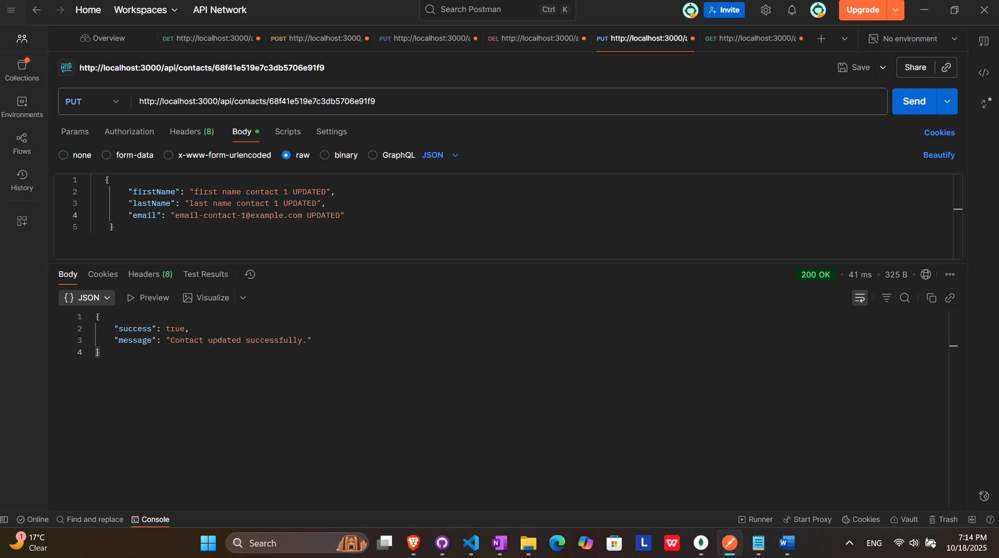 Home Workspaces API Network Search Postman Ctrl K Invite Upgrade
Overview GET http://localhost:3000/a POST http://localhost:3000, PUT http://localhost:3000/a DEL http://localhost:3000/a PUT http://localhost:3000/a GET http://localhost:3000/a No environment
Collections
Environments
Flows
History
HTTP http://localhost:3000/api/contacts/68f41e519e7c3db5706e91f9 Save Share
PUT http://localhost:3000/api/contacts/68f41e519e7c3db5706e91f9 Send
Params Authorization Headers (8) Body Scripts Settings Cookies
none form-data x-www-form-urlencoded raw binary GraphQL JSON Beautify
1 {
2 "firstName": "first name contact 1 UPDATED",
3 "lastName": "last name contact 1 UPDATED",
4 "email": "email-contact-1@example.com UPDATED"
5 }
Body Cookies Headers (8) Test Results 200 OK • 41 ms • 325 B
{} JSON Preview Visualize
1 {
2 "success": true,
3 "message": "Contact updated successfully."
4 }
Online Find and replace Console Runner Start Proxy Cookies Vault Trash
1 17°C
Clear
Search
N
L
W
W
ENG
7:14 PM
10/18/2025